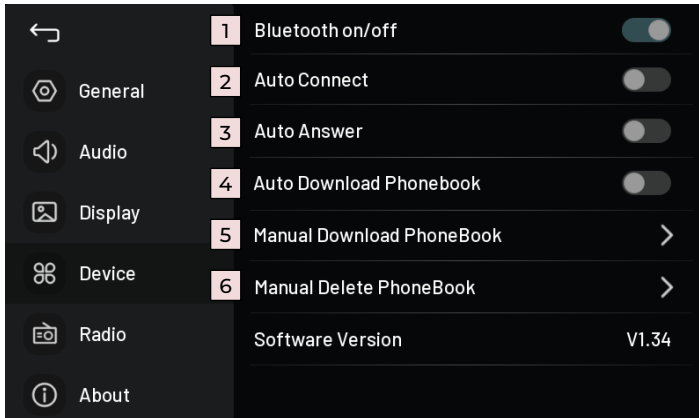 General
Audio
Display
Device
Radio
About
1 Bluetooth on/off
2 Auto Connect
3 Auto Answer
4 Auto Download Phonebook
5 Manual Download PhoneBook
6 Manual Delete PhoneBook
Software Version V1.34